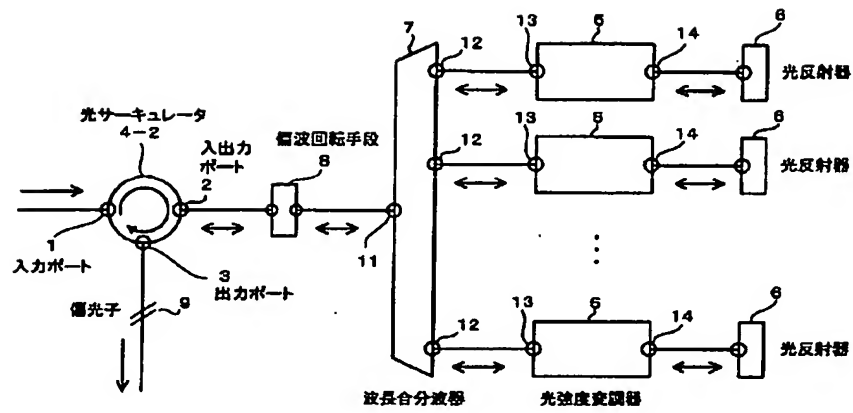 7
12
13
5
14
6
光反射器
12
13
5
14
6
光反射器
光サーキュレータ
4-2
入出力
ポート
2
偏波回転手段
8
11
1
入力ポート
3
出力ポート
偏光子
9
12
13
5
14
6
光反射器
波長合分波器
光強度変調器